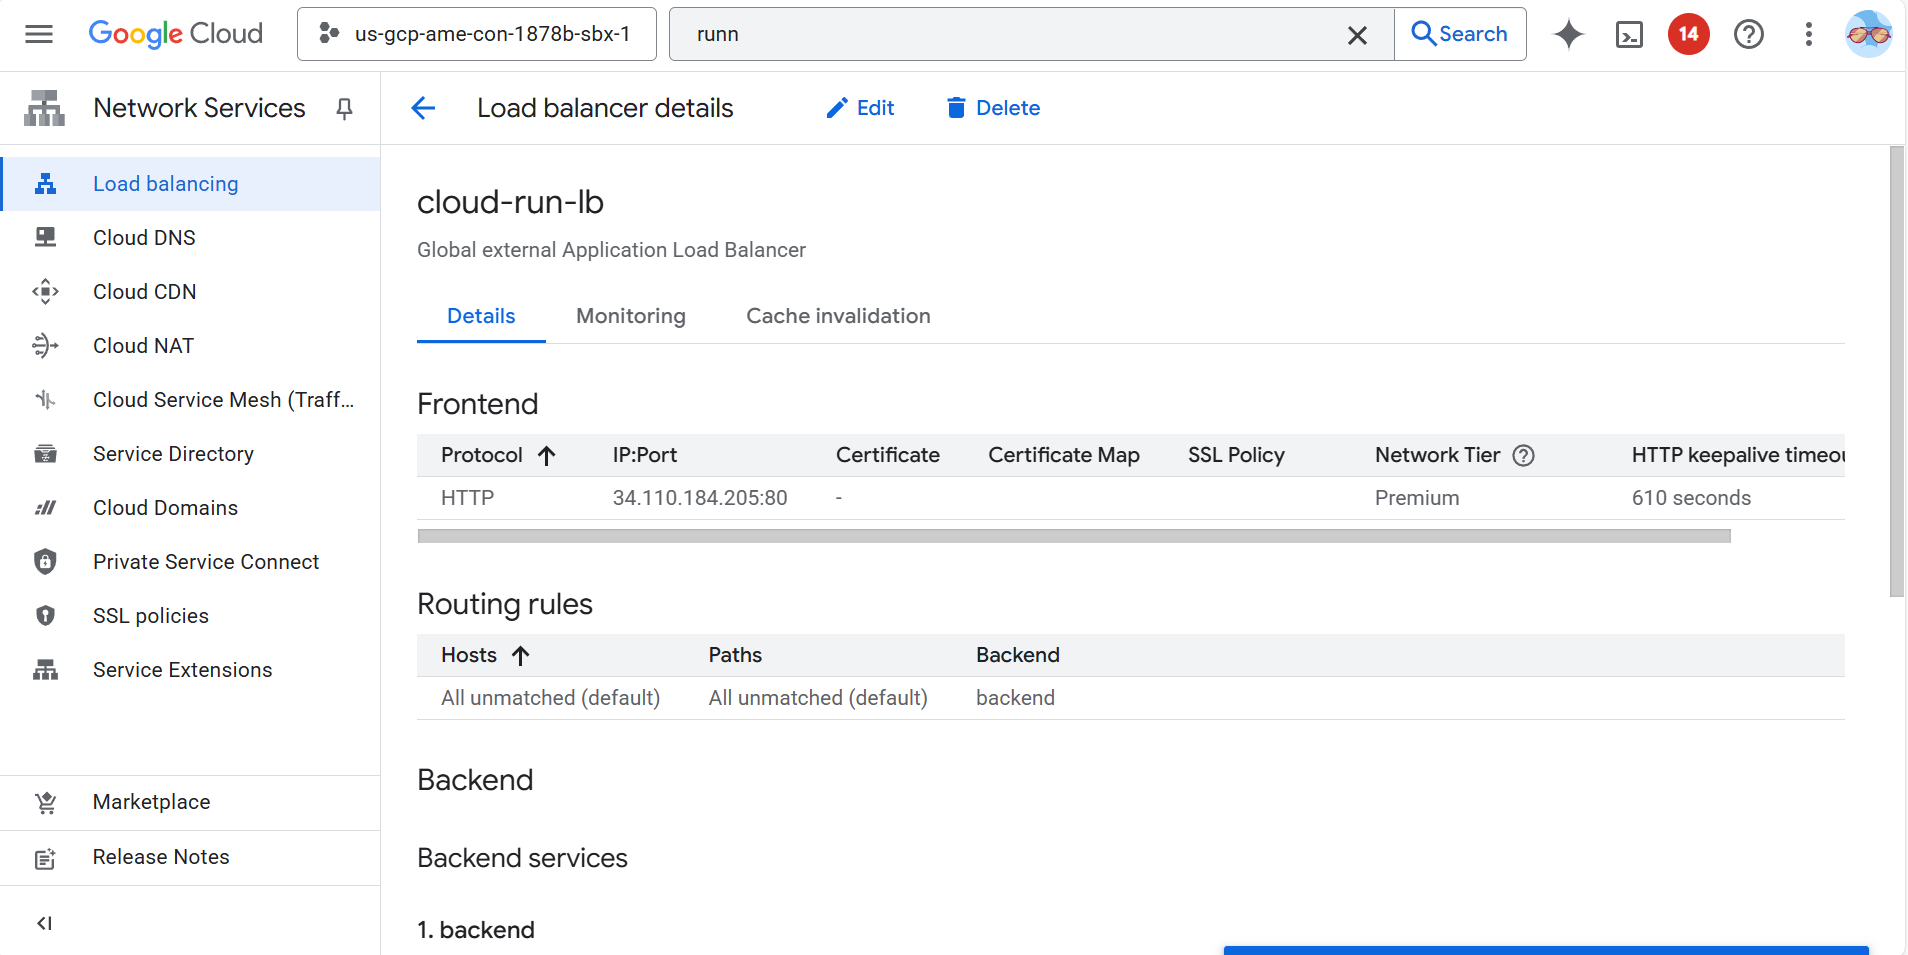 Google Cloud
us-gcp-ame-con-1878b-sbx-1
runn
Search
14
Network Services
Load balancer details
Edit
Delete
Load balancing
Cloud DNS
Cloud CDN
Cloud NAT
Cloud Service Mesh (Traff...
Service Directory
Cloud Domains
Private Service Connect
SSL policies
Service Extensions
Marketplace
Release Notes
cloud-run-lb
Global external Application Load Balancer
Details Monitoring Cache invalidation
Frontend
Protocol IP:Port Certificate Certificate Map SSL Policy Network Tier HTTP keepalive timeou
HTTP 34.110.184.205:80 - Premium 610 seconds
Routing rules
Hosts Paths Backend
All unmatched (default) All unmatched (default) backend
Backend
Backend services
1. backend